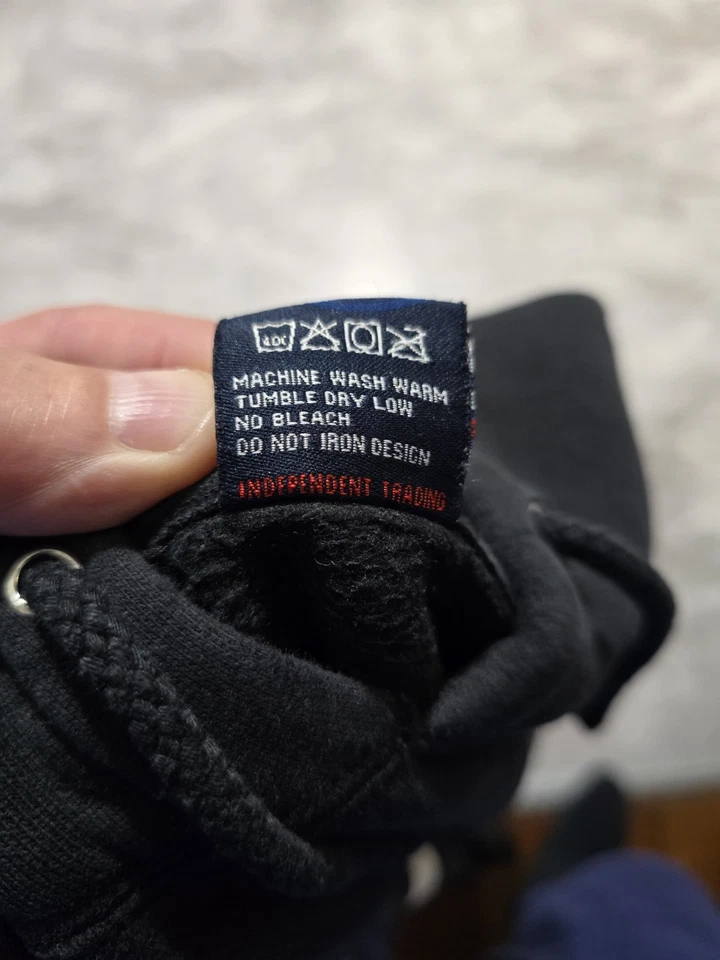 40C
MACHINE WASH WARM
TUMBLE DRY LOW
NO BLEACH
DO NOT IRON DESIGN
INDEPENDENT TRADING